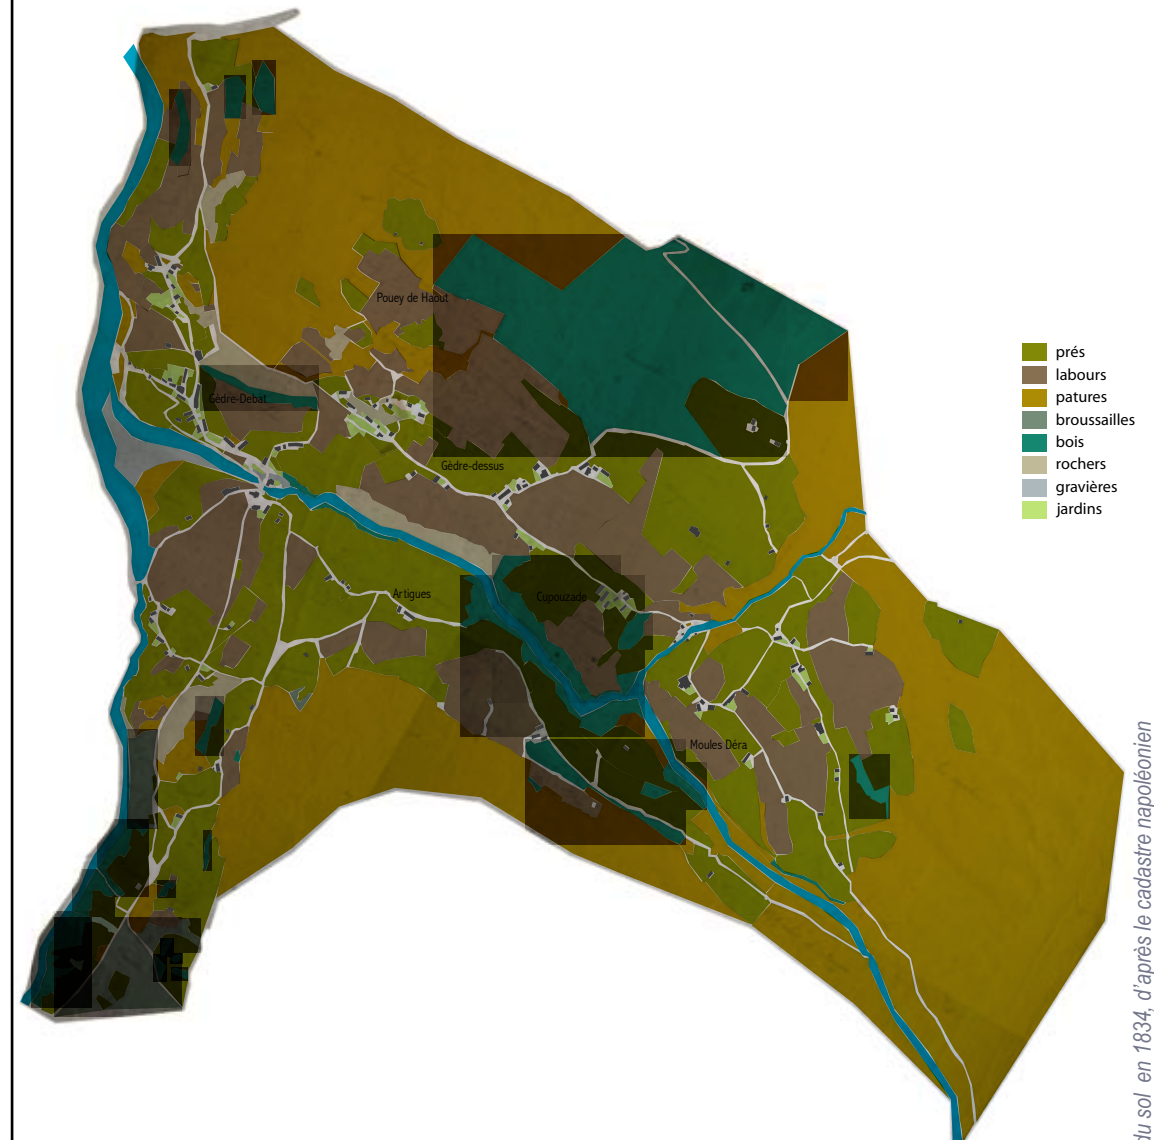 Pouey de Haout
Gèdre-Debat
Gèdre-dessus
Artigues
Cupouzade
Moules Déra
prés
labours
patures
broussailles
bois
rochers
gravières
jardins
du sol en 1834, d'après le cadastre napoléonien